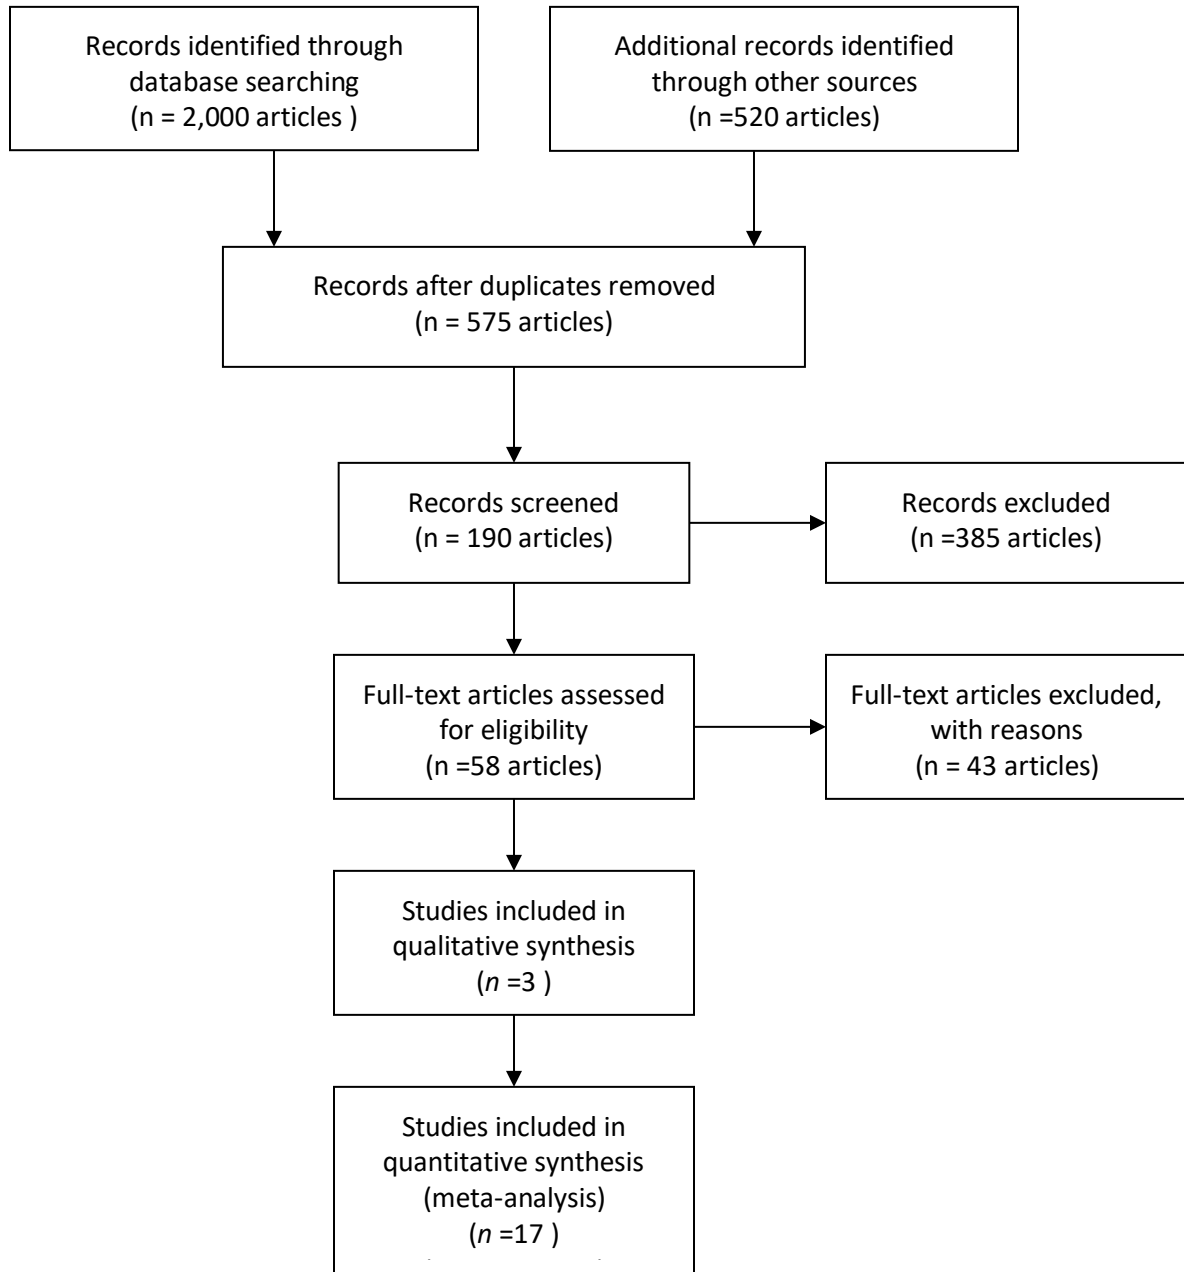 Records identified through
database searching
(n = 2,000 articles )
Additional records identified
through other sources
(n =520 articles)
Records after duplicates removed
(n = 575 articles)
Records screened
(n = 190 articles)
Records excluded
(n =385 articles)
Full-text articles assessed
for eligibility
(n =58 articles)
Full-text articles excluded,
with reasons
(n = 43 articles)
Studies included in
qualitative synthesis
(n =3 )
Studies included in
quantitative synthesis
(meta-analysis)
(n =17 )